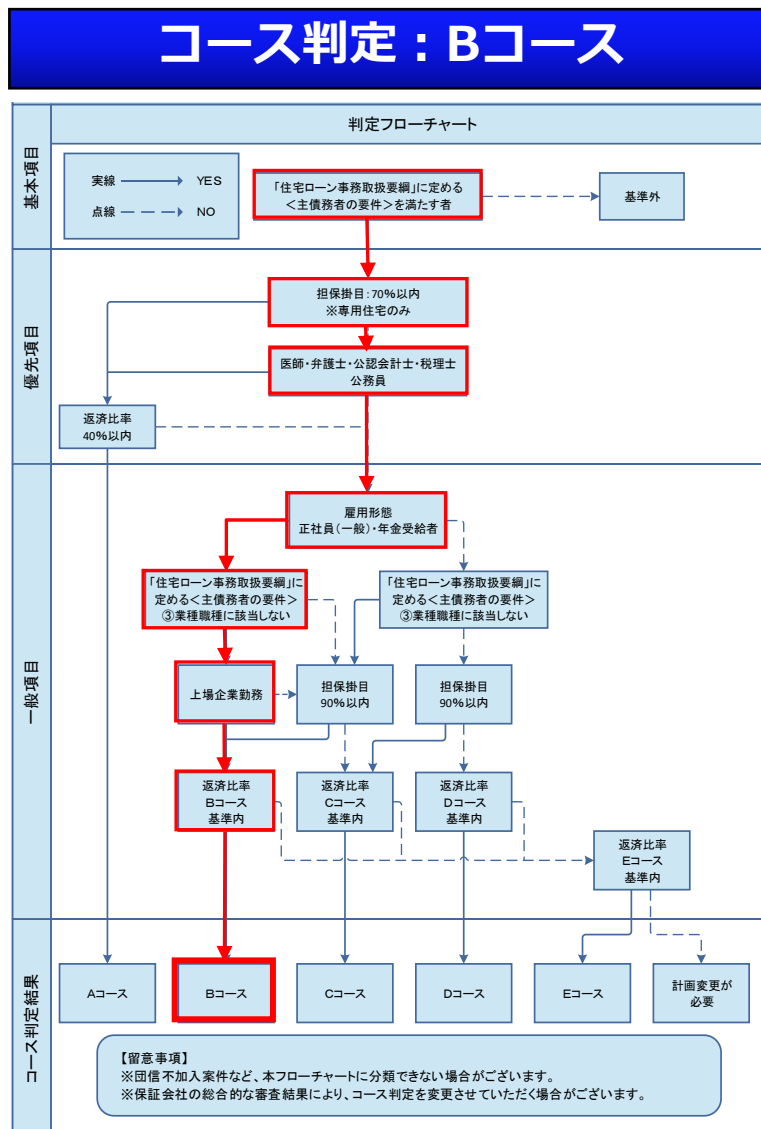 コース判定：Bコース
判定フローチャート
基本項目
実線
YES
点線
NO
「住宅ローン事務取扱要綱」に定める
＜主債務者の要件＞を満たす者
基準外
優先項目
担保掛目：70％以内
※専用住宅のみ
医師・弁護士・公認会計士・税理士
公務員
返済比率
40％以内
一般項目
雇用形態
正社員（一般）・年金受給者
「住宅ローン事務取扱要綱」に
定める＜主債務者の要件＞
③業種職種に該当しない
「住宅ローン事務取扱要綱」に
定める＜主債務者の要件＞
③業種職種に該当しない
上場企業勤務
担保掛目
90％以内
担保掛目
90％以内
返済比率
Bコース
基準内
返済比率
Cコース
基準内
返済比率
Dコース
基準内
返済比率
Eコース
基準内
コース判定結果
Aコース
Bコース
Cコース
Dコース
Eコース
計画変更が
必要
【留意事項】
※団信不加入案件など、本フローチャートに分類できない場合がございます。
※保証会社の総合的な審査結果により、コース判定を変更させていただく場合がございます。